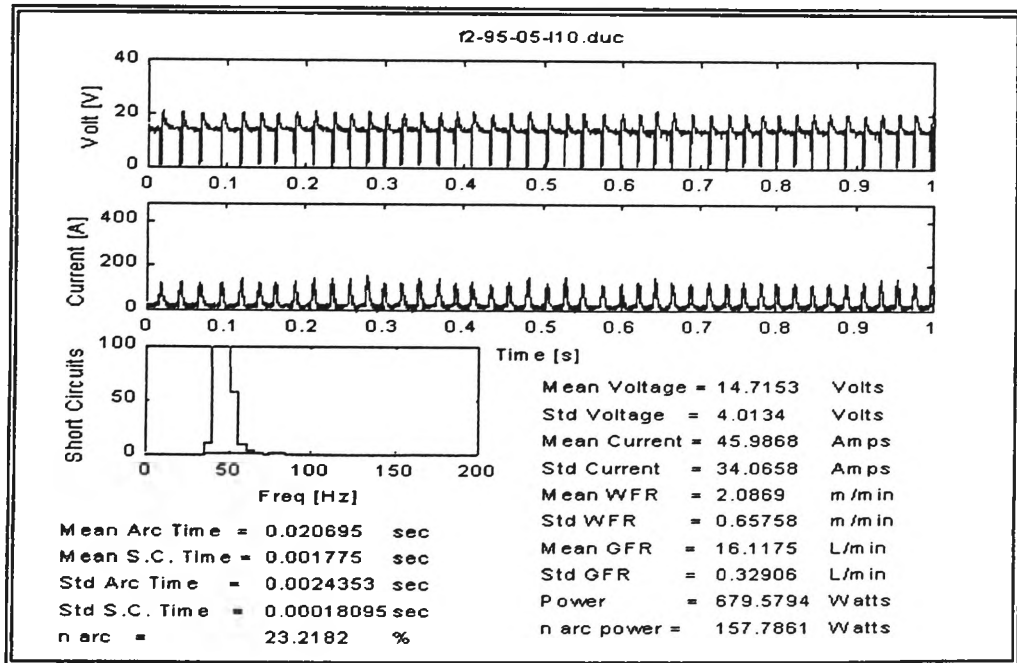 f2-95-05-l10.duc
Volt [V]
40
20
0
0 0.1 0.2 0.3 0.4 0.5 0.6 0.7 0.8 0.9 1
Current [A]
400
200
0
0 0.1 0.2 0.3 0.4 0.5 0.6 0.7 0.8 0.9 1
Time [s]
Short Circuits
100
50
0
0 50 100 150 200
Freq [Hz]
Mean Arc Time = 0.020695 sec
Mean S.C. Time = 0.001775 sec
Std Arc Time = 0.0024353 sec
Std S.C. Time = 0.00018095 sec
n arc = 23.2182 %
Mean Voltage = 14.7153 Volts
Std Voltage = 4.0134 Volts
Mean Current = 45.9868 Amps
Std Current = 34.0658 Amps
Mean WFR = 2.0869 m/min
Std WFR = 0.65758 m/min
Mean GFR = 16.1175 L/min
Std GFR = 0.32906 L/min
Power = 679.5794 Watts
n arc power = 157.7861 Watts